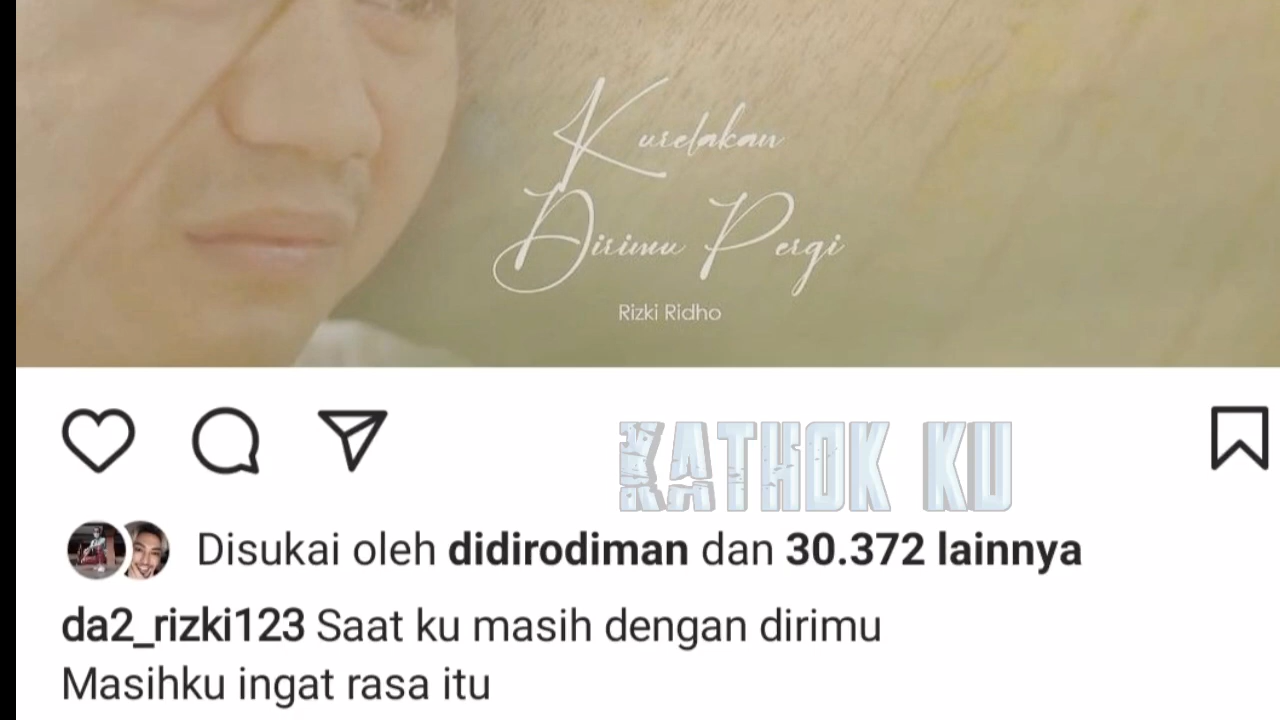 Kurelakan
Dirimu Pergi
Rizki Ridho
KATHOK KU
Disukai oleh didirodiman dan 30.372 lainnya
da2_rizki123 Saat ku masih dengan dirimu
Masihku ingat rasa itu